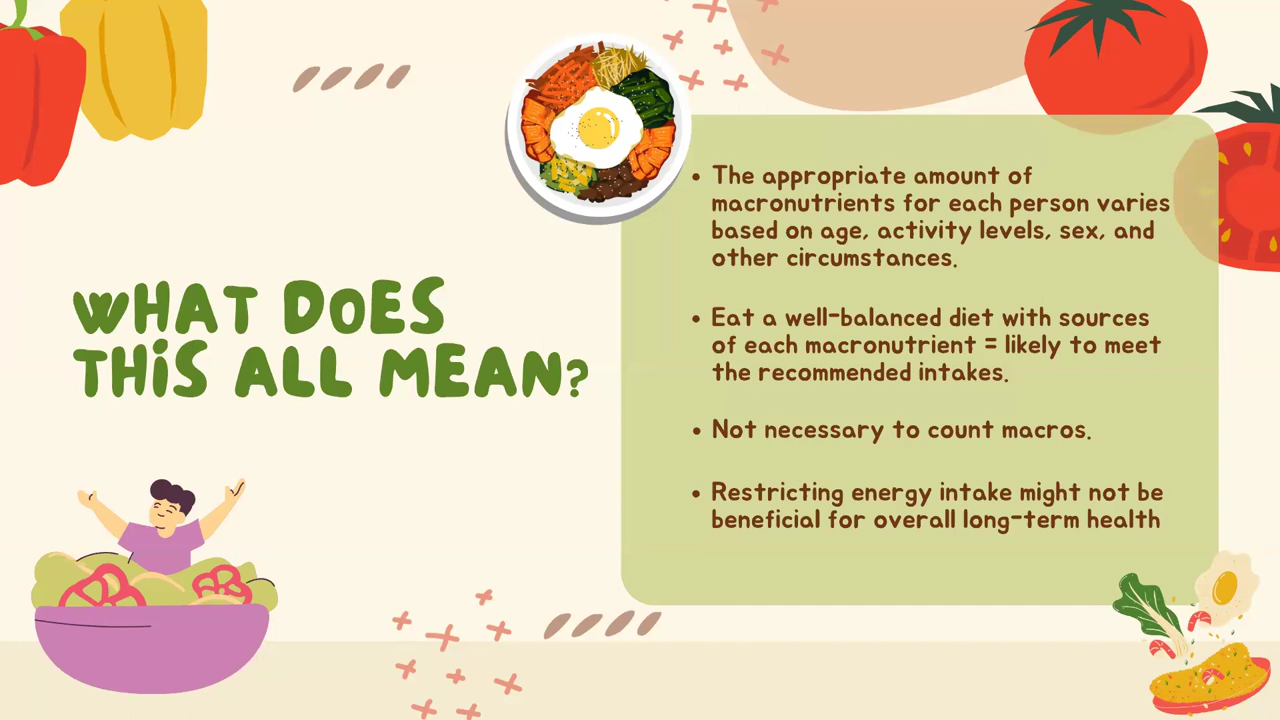 WHAT DOES
THIS ALL MEAN?
• The appropriate amount of
macronutrients for each person varies
based on age, activity levels, sex, and
other circumstances.
• Eat a well-balanced diet with sources
of each macronutrient = likely to meet
the recommended intakes.
• Not necessary to count macros.
• Restricting energy intake might not be
beneficial for overall long-term health